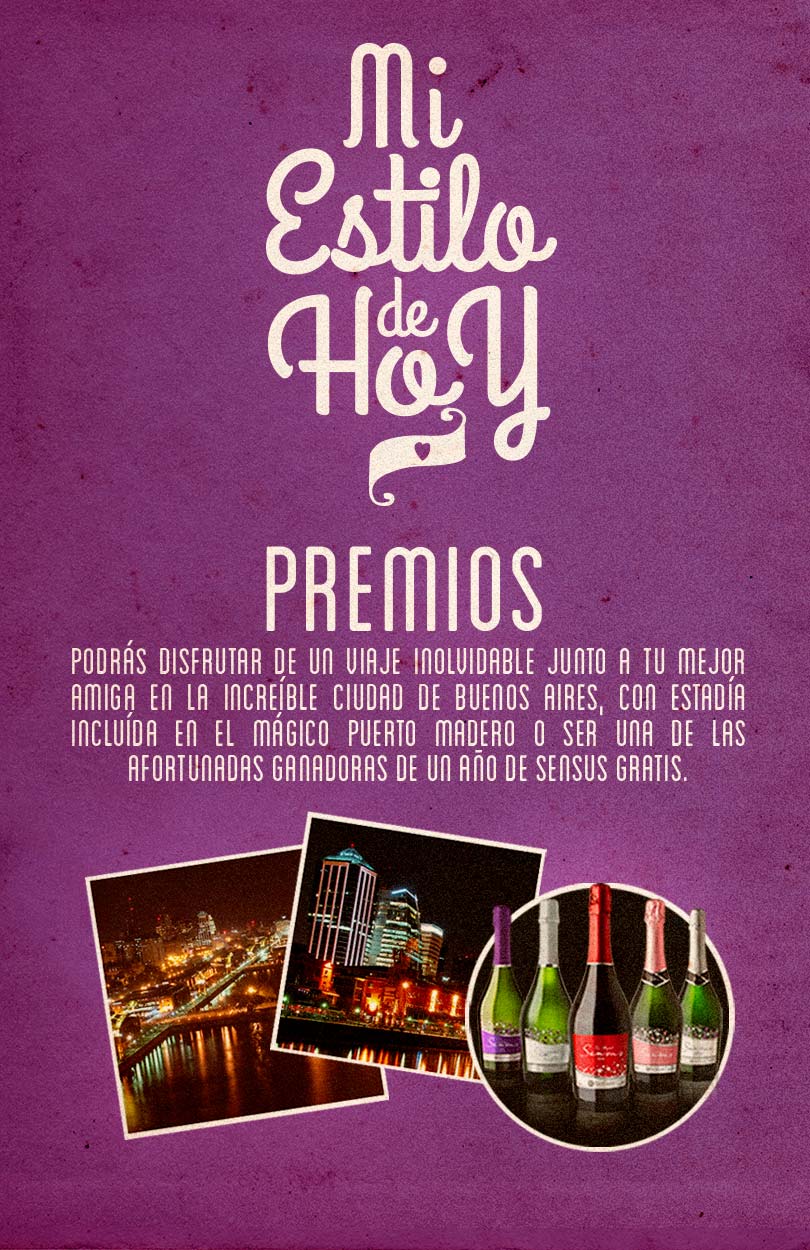 Mi
Estilo
de
HoY
PREMIOS
PODRÁS DISFRUTAR DE UN VIAJE INOLVIDABLE JUNTO A TU MEJOR
AMIGA EN LA INCREÍBLE CIUDAD DE BUENOS AIRES, CON ESTADÍA
INCLUÍDA EN EL MÁGICO PUERTO MADERO O SER UNA DE LAS
AFORTUNADAS GANADORAS DE UN AÑO DE SENSUS GRATIS.
Sensus